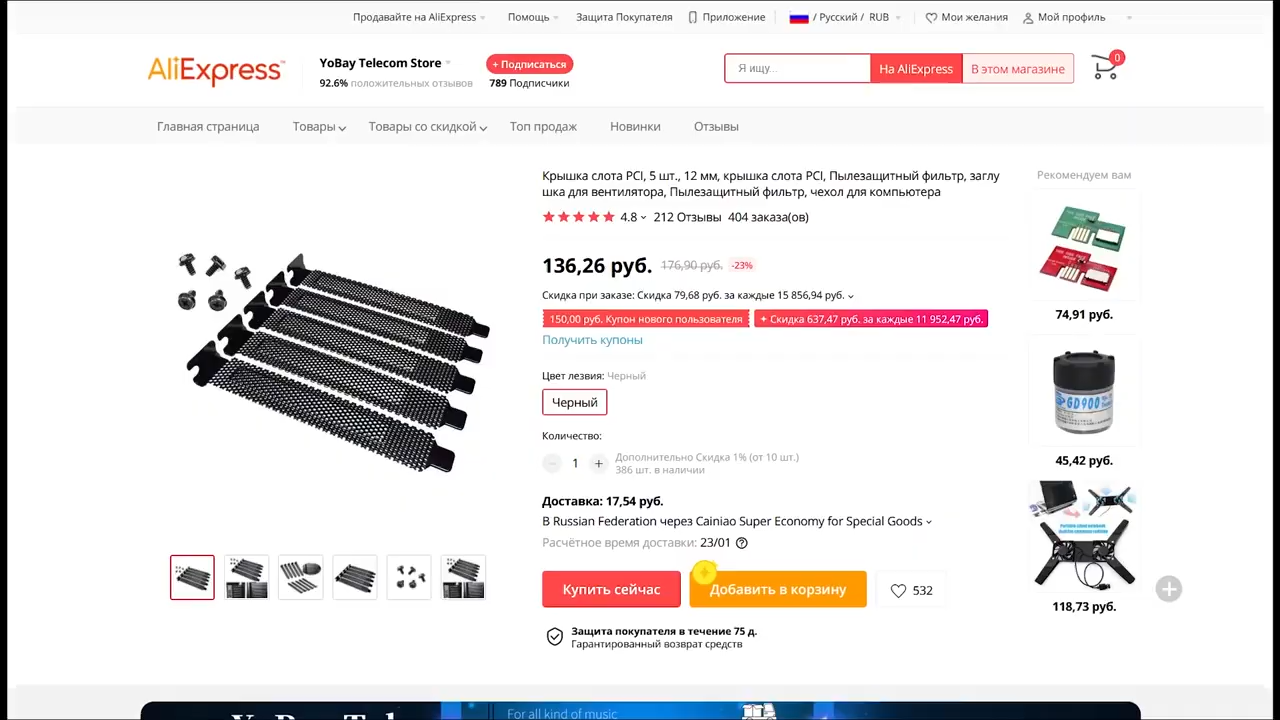 Продавайте на AliExpress
Помощь
Защита Покупателя
Приложение
/ Русский / RUB
Мои желания
Мой профиль
AliExpress™
YoBay Telecom Store
+ Подписаться
92.6% положительных отзывов
789 Подписчики
Я ищу...
На AliExpress
В этом магазине
0
Главная страница
Товары
Товары со скидкой
Топ продаж
Новинки
Отзывы
Крышка слота PCI, 5 шт., 12 мм, крышка слота PCI, Пылезащитный фильтр, заглу
шка для вентилятора, Пылезащитный фильтр, чехол для компьютера
4.8
212 Отзывы
404 заказа(ов)
136,26 руб.
176,90 руб.
-23%
Скидка при заказе: Скидка 79,68 руб. за каждые 15 856,94 руб.
150,00 руб. Купон нового пользователя
+ Скидка 637,47 руб. за каждые 11 952,47 руб.
Получить купоны
Цвет лезвия: Черный
Черный
Количество:
1
+
Дополнительно Скидка 1% (от 10 шт.)
386 шт. в наличии
Доставка: 17,54 руб.
В Russian Federation через Cainiao Super Economy for Special Goods
Расчётное время доставки: 23/01
Купить сейчас
Добавить в корзину
532
Защита покупателя в течение 75 д.
Гарантированный возврат средств
Рекомендуем вам
74,91 руб.
GD900
45,42 руб.
118,73 руб.
For all kind of music